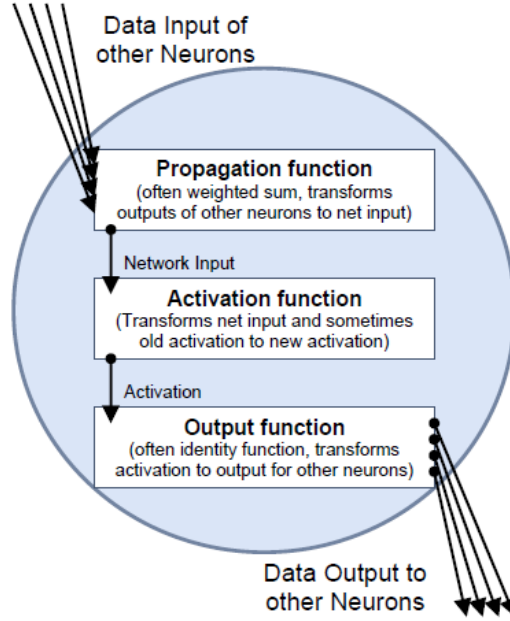 Data Input of
other Neurons
Propagation function
(often weighted sum, transforms
outputs of other neurons to net input)
Network Input
Activation function
(Transforms net input and sometimes
old activation to new activation)
Activation
Output function
(often identity function, transforms
activation to output for other neurons)
Data Output to
other Neurons